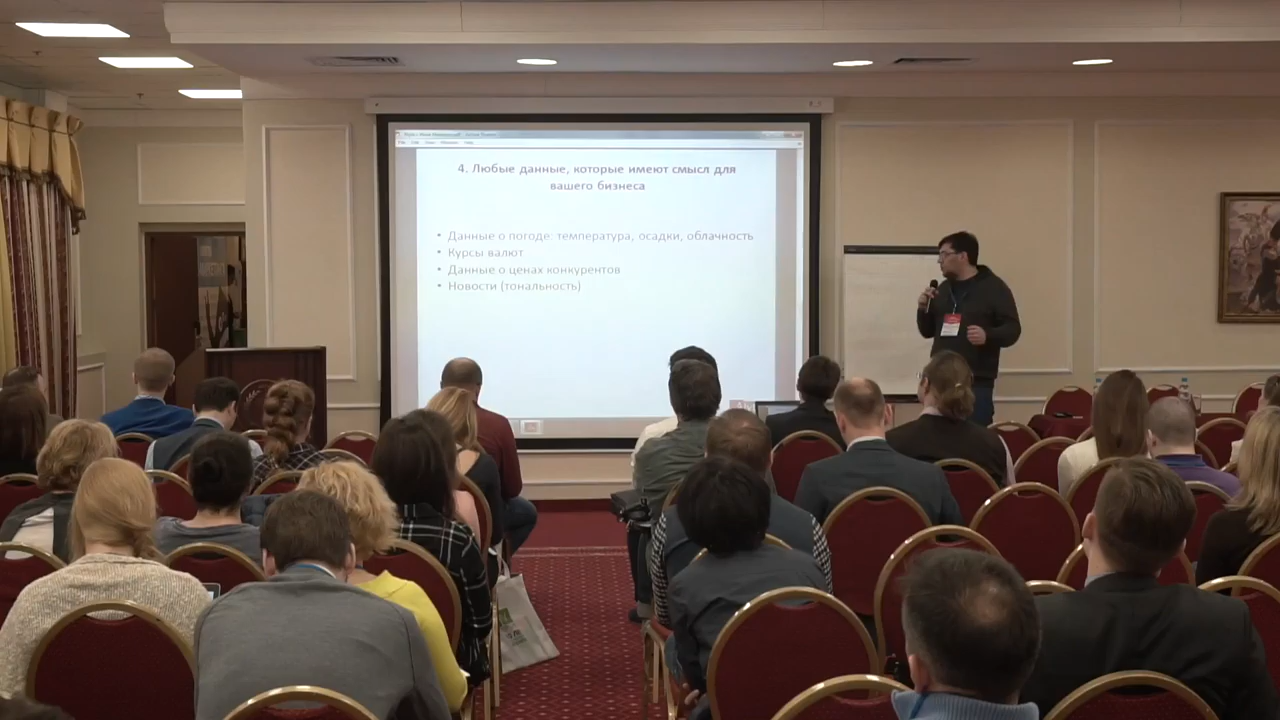 4. Любые данные, которые имеют смысл для
вашего бизнеса
• Данные о погоде: температура, осадки, облачность
• Курсы валют
• Данные о ценах конкурентов
• Новости (тональность)